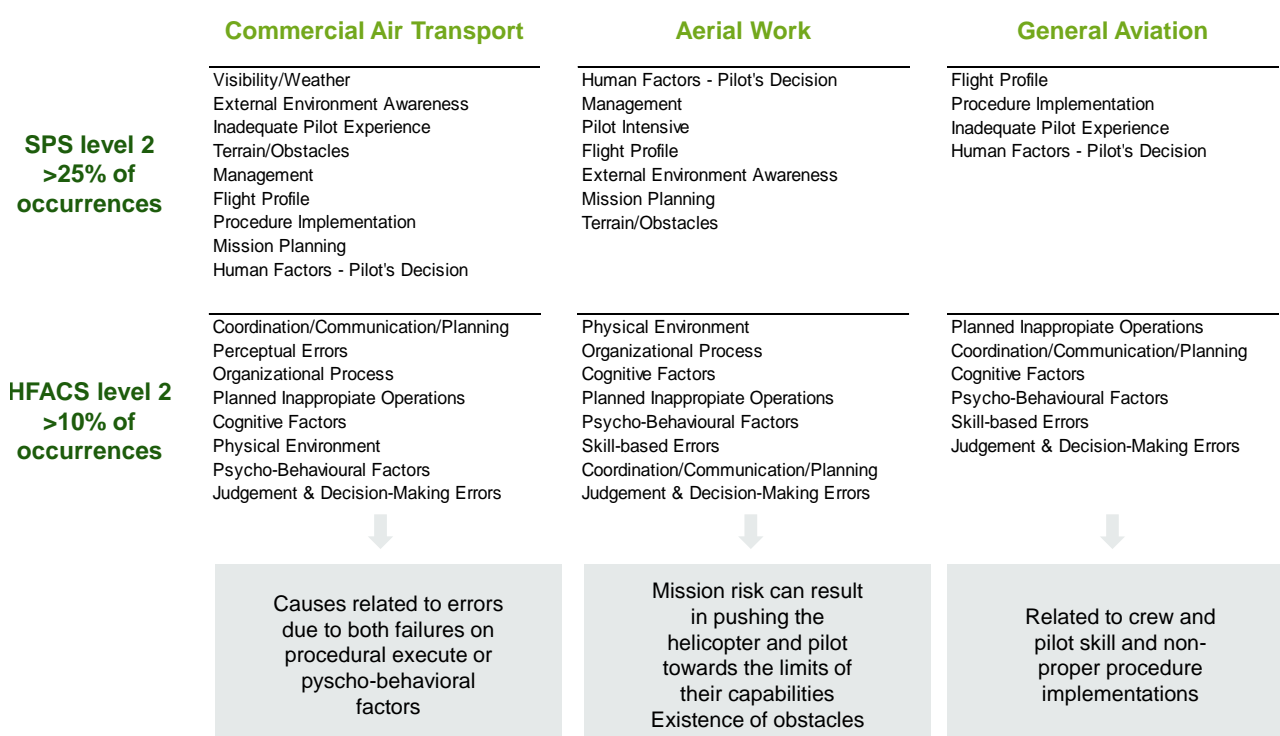 Commercial Air Transport
Aerial Work
General Aviation
SPS level 2
>25% of
occurrences
Visibility/Weather
External Environment Awareness
Inadequate Pilot Experience
Terrain/Obstacles
Management
Flight Profile
Procedure Implementation
Mission Planning
Human Factors - Pilot's Decision
Human Factors - Pilot's Decision
Management
Pilot Intensive
Flight Profile
External Environment Awareness
Mission Planning
Terrain/Obstacles
Flight Profile
Procedure Implementation
Inadequate Pilot Experience
Human Factors - Pilot's Decision
HFACS level 2
>10% of
occurrences
Coordination/Communication/Planning
Perceptual Errors
Organizational Process
Planned Inappropiate Operations
Cognitive Factors
Physical Environment
Psycho-Behavioural Factors
Judgement & Decision-Making Errors
Physical Environment
Organizational Process
Cognitive Factors
Planned Inappropiate Operations
Psycho-Behavioural Factors
Skill-based Errors
Coordination/Communication/Planning
Judgement & Decision-Making Errors
Planned Inappropiate Operations
Coordination/Communication/Planning
Cognitive Factors
Psycho-Behavioural Factors
Skill-based Errors
Judgement & Decision-Making Errors
Causes related to errors
due to both failures on
procedural execute or
pyscho-behavioral
factors
Mission risk can result
in pushing the
helicopter and pilot
towards the limits of
their capabilities
Existence of obstacles
Related to crew and
pilot skill and non-
proper procedure
implementations